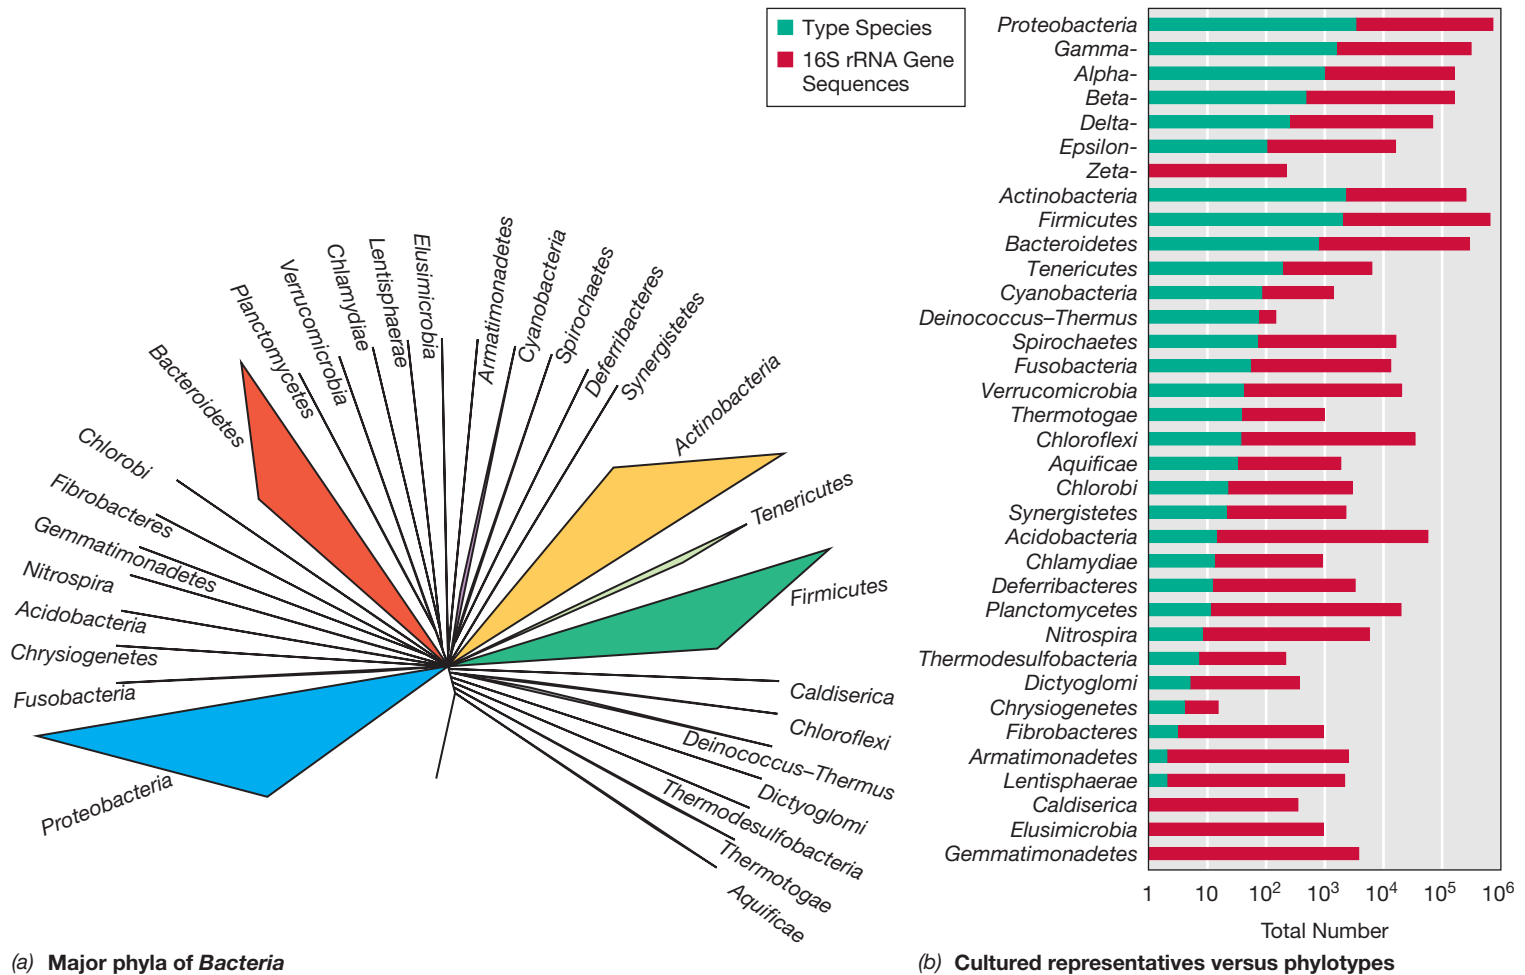 Type Species
16S rRNA Gene
Sequences
Proteobacteria
Gamma-
Alpha-
Beta-
Delta-
Epsilon-
Zeta-
Actinobacteria
Firmicutes
Bacteroidetes
Tenericutes
Cyanobacteria
Deinococcus–Thermus
Spirochaetes
Fusobacteria
Verrucomicrobia
Thermotogae
Chloroflexi
Aquificae
Chlorobi
Synergistetes
Acidobacteria
Chlamydiae
Deferribacteres
Planctomycetes
Nitrospira
Thermodesulfobacteria
Dictyoglomi
Chrysiogenetes
Fibrobacteres
Armatimonadetes
Lentisphaerae
Caldiserica
Elusimicrobia
Gemmatimonadetes
1 10 10² 10³ 10⁴ 10⁵ 10⁶
Total Number
(b) Cultured representatives versus phylotypes
Proteobacteria
Fusobacteria
Chrysiogenetes
Acidobacteria
Nitrospira
Gemmatimonadetes
Fibrobacteres
Chlorobi
Bacteroidetes
Planctomycetes
Verrucomicrobia
Chlamydiae
Lentisphaerae
Elusimicrobia
Armatimonadetes
Cyanobacteria
Spirochaetes
Deferribacteres
Synergistetes
Actinobacteria
Tenericutes
Firmicutes
Caldiserica
Chloroflexi
Deinococcus–Thermus
Dictyoglomi
Thermodesulfobacteria
Thermotogae
Aquificae
(a) Major phyla of Bacteria